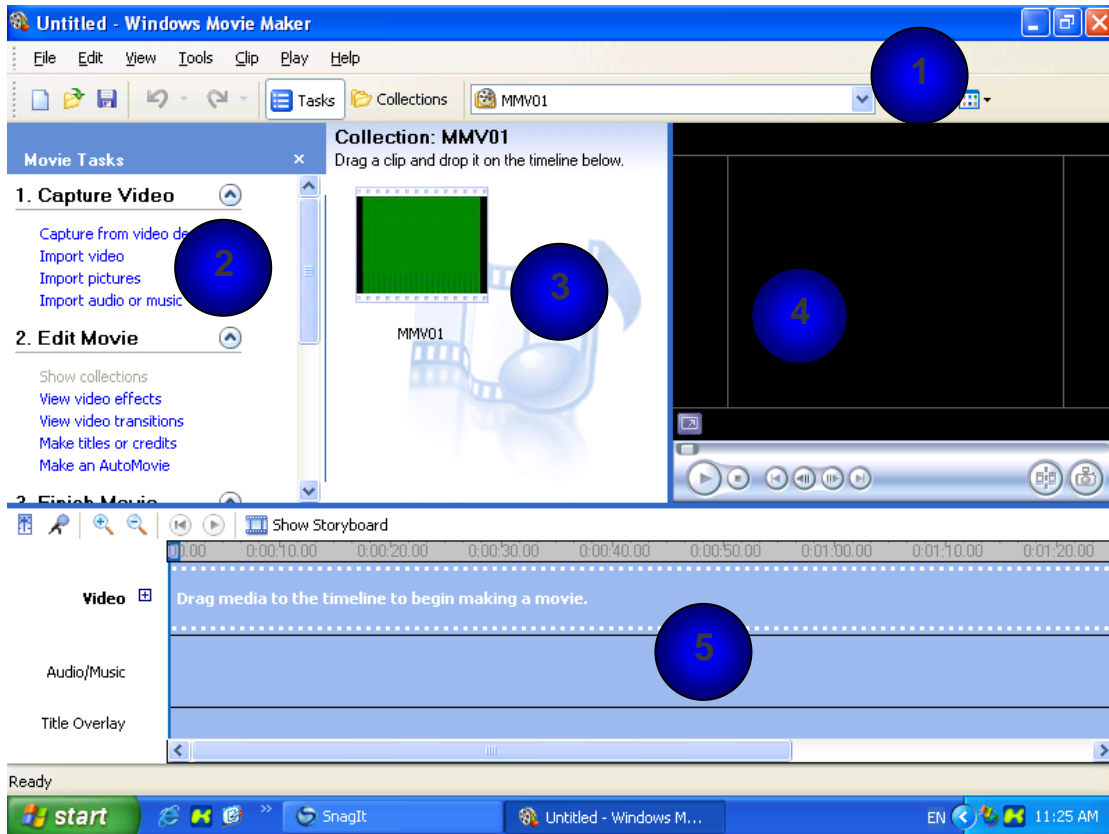 Untitled - Windows Movie Maker
File Edit View Tools Clip Play Help
1
Tasks Collections MMV01
Movie Tasks
Collection: MMV01
Drag a clip and drop it on the timeline below.
1. Capture Video
Capture from video de
Import video
Import pictures
Import audio or music
2
3
4
MMV01
2. Edit Movie
Show collections
View video effects
View video transitions
Make titles or credits
Make an AutoMovie
3. Finish Movie
Show Storyboard
0:00:10.00 0:00:20.00 0:00:30.00 0:00:40.00 0:00:50.00 0:01:00.00 0:01:10.00 0:01:20.00
Video Drag media to the timeline to begin making a movie.
5
Audio/Music
Title Overlay
Ready
start SnagIt Untitled - Windows M... EN 11:25 AM